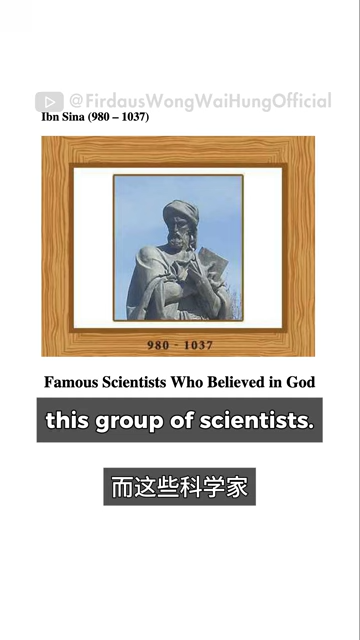 @FirdausWongWaiHungOfficial
Ibn Sina (980 – 1037)
980 - 1037
Famous Scientists Who Believed in God
this group of scientists.
而这些科学家